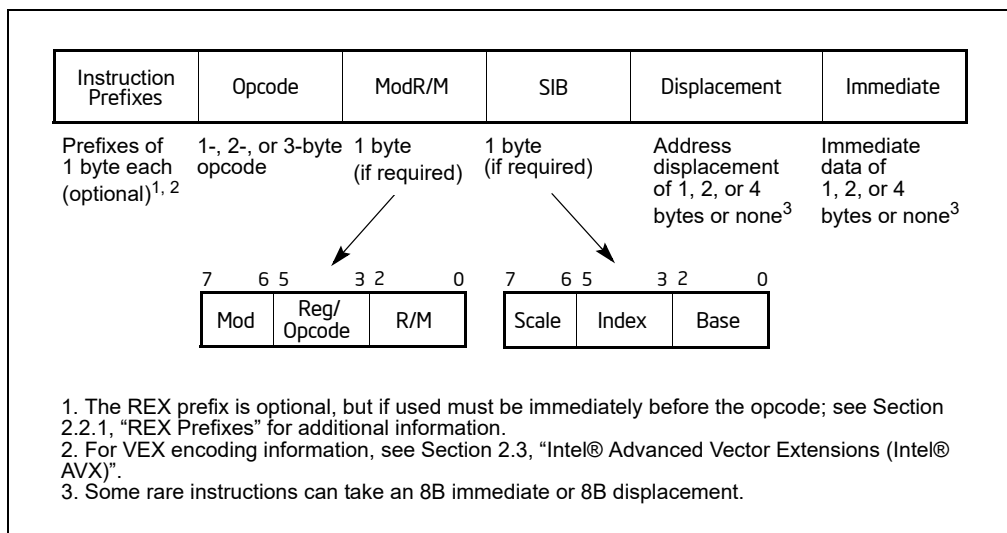 Instruction Prefixes
Opcode
ModR/M
SIB
Displacement
Immediate
Prefixes of
1 byte each
(optional)1, 2
1-, 2-, or 3-byte
opcode
1 byte
(if required)
1 byte
(if required)
Address
displacement
of 1, 2, or 4
bytes or none3
Immediate
data of
1, 2, or 4
bytes or none3
7 6 5 3 2 0
Mod
Reg/
Opcode
R/M
7 6 5 3 2 0
Scale
Index
Base
1. The REX prefix is optional, but if used must be immediately before the opcode; see Section
2.2.1, “REX Prefixes” for additional information.
2. For VEX encoding information, see Section 2.3, “Intel® Advanced Vector Extensions (Intel®
AVX)”.
3. Some rare instructions can take an 8B immediate or 8B displacement.